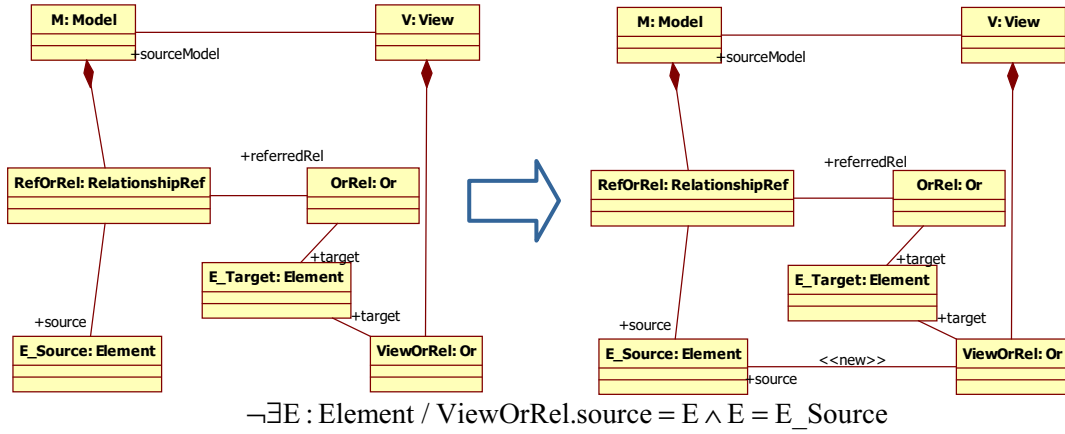 M: Model
V: View
+sourceModel
+referredRel
RefOrRel: RelationshipRef
OrRel: Or
+target
E_Target: Element
+source
+target
E_Source: Element
ViewOrRel: Or
M: Model
V: View
+sourceModel
+referredRel
RefOrRel: RelationshipRef
OrRel: Or
+target
E_Target: Element
+source
+target
E_Source: Element
<<new>>
ViewOrRel: Or
+source
¬∃E : Element / ViewOrRel.source = E ∧ E = E_Source